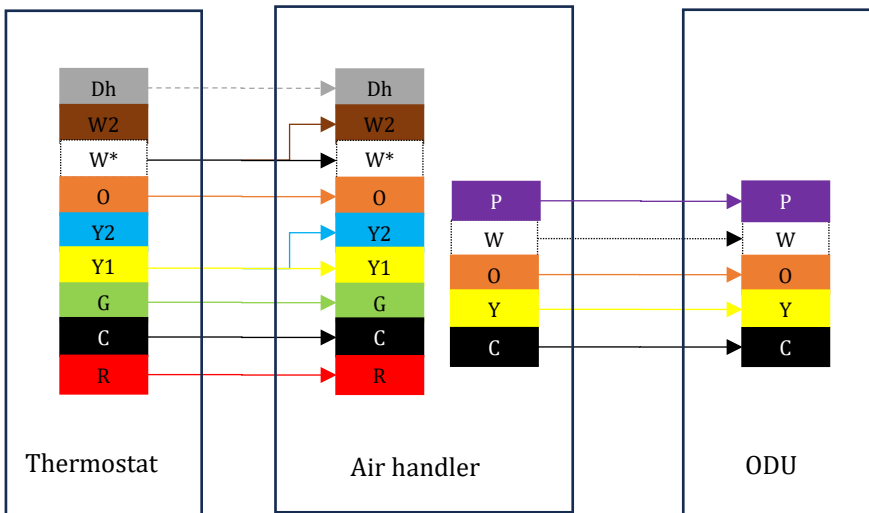 Dh
W2
W*
O
Y2
Y1
G
C
R
Thermostat
Dh
W2
W*
O
Y2
Y1
G
C
R
P
W
O
Y
C
Air handler
P
W
O
Y
C
ODU